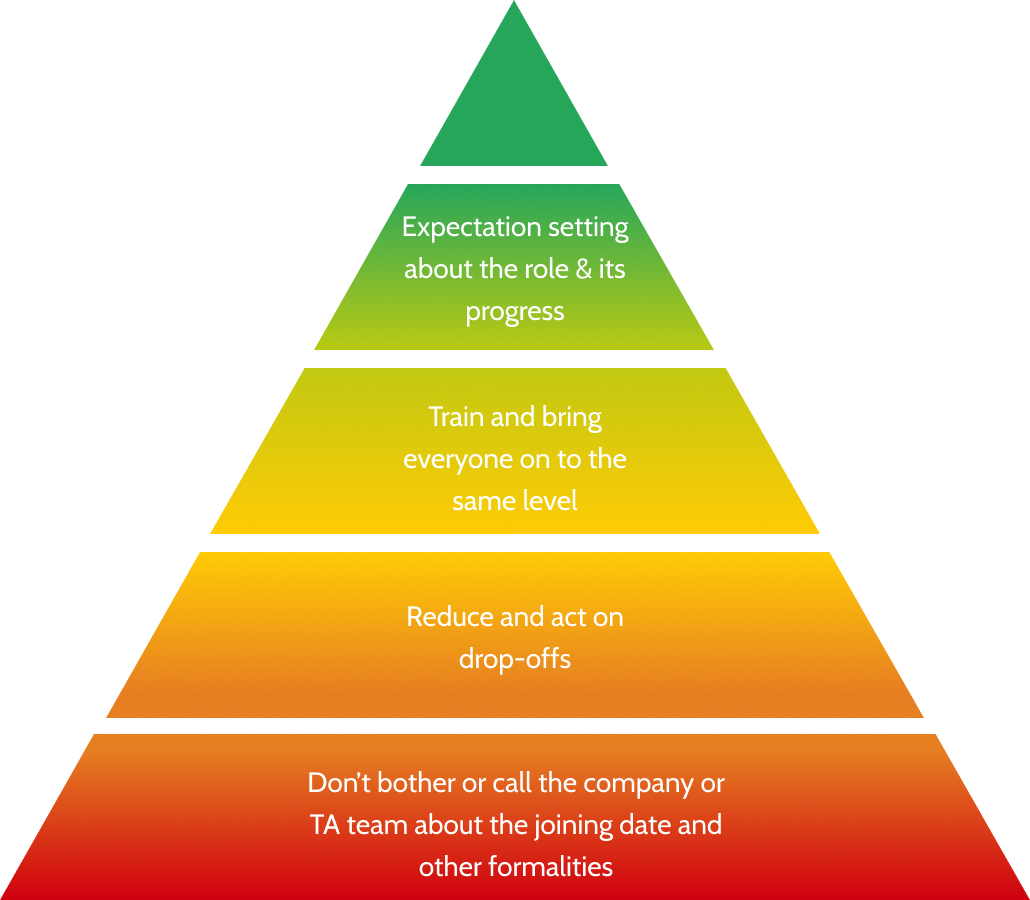 Expectation setting
about the role & its
progress
Train and bring
everyone on to the
same level
Reduce and act on
drop-offs
Don’t bother or call the company or
TA team about the joining date and
other formalities